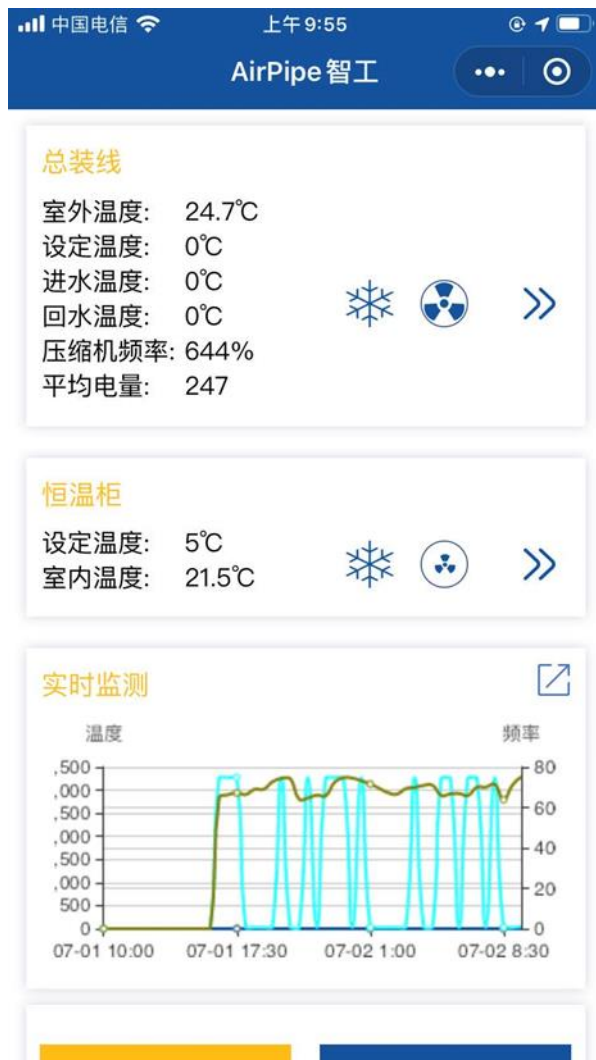 中国电信 上午9:55
AirPipe智工
总装线
室外温度: 24.7℃
设定温度: 0℃
进水温度: 0℃
回水温度: 0℃
压缩机频率: 644%
平均电量: 247
恒温柜
设定温度: 5℃
室内温度: 21.5℃
实时监测
温度 频率
,500 80
,000
,500 60
,000
,500 40
,000
500 20
0 0
07-01 10:00 07-01 17:30 07-02 1:00 07-02 8:30